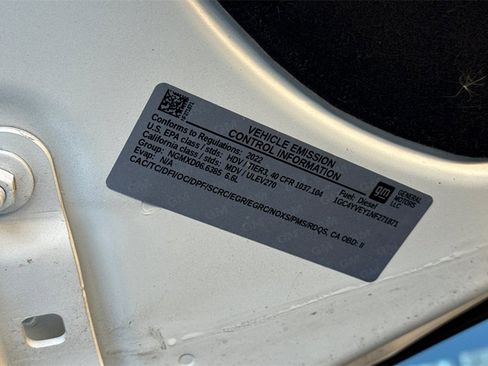 VEHICLE EMISSION
CONTROL INFORMATION
Conforms to Regulations: 2022
U.S. EPA class / stds: HDV / TIER3, 40 CFR 1037.104
California class / stds: MDV / ULEV270
Group: NGMXD06.6385 6.6L
Evap: N/A
CAC/TC/DFI/OC/DPF/SCRC/EGR/EGRC/NOXS/PMS/RDQS, CA OBD: II
Fuel: Diesel
1GC4YVEY1NF271871
gm
GENERAL
MOTORS
LLC